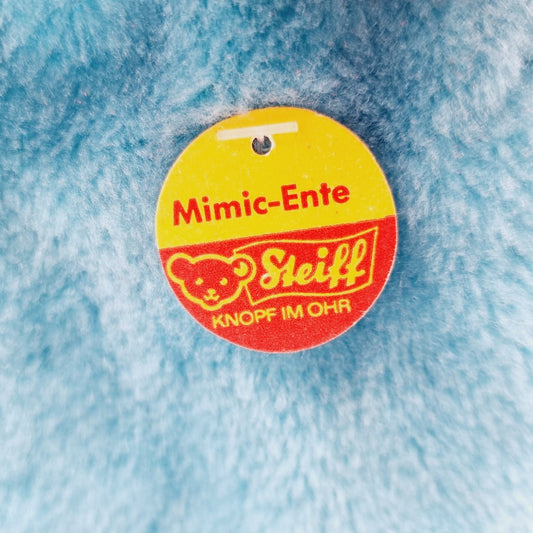 Mimic-Ente
Steiff
KNOPF IM OHR